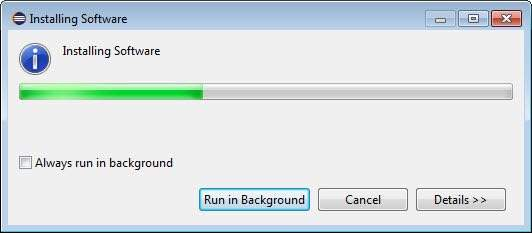 Installing Software
Installing Software
Always run in background
Run in Background
Cancel
Details >>